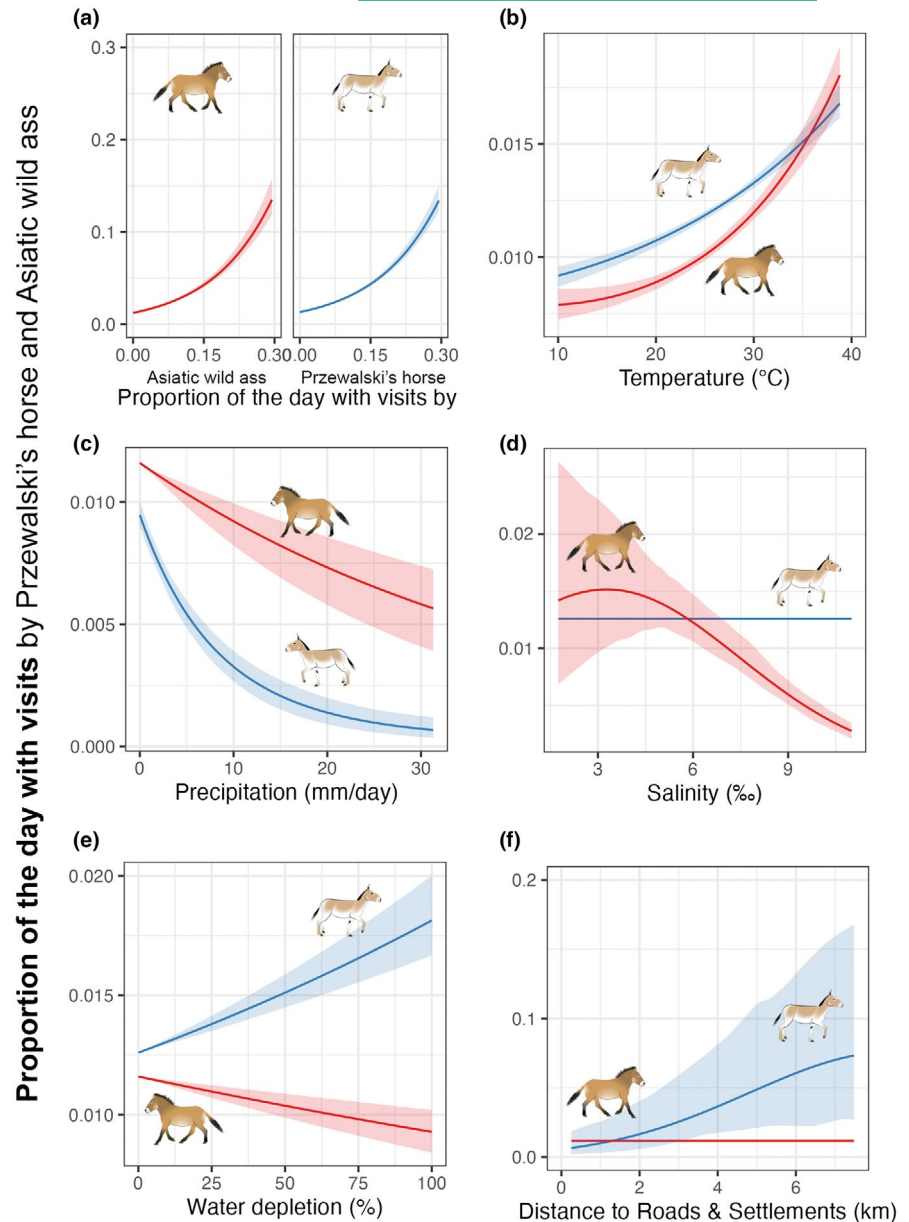 Proportion of the day with visits by Przewalski's horse and Asiatic wild ass
(a)
0.3
0.2
0.1
0.0
0.00 0.15 0.30 0.00 0.15 0.30
Asiatic wild ass Przewalski's horse
Proportion of the day with visits by
(b)
0.015
0.010
10 20 30 40
Temperature (°C)
(c)
0.010
0.005
0.000
0 10 20 30
Precipitation (mm/day)
(d)
0.02
0.01
3 6 9
Salinity (‰)
(e)
0.020
0.015
0.010
0 25 50 75 100
Water depletion (%)
(f)
0.2
0.1
0.0
0 2 4 6
Distance to Roads & Settlements (km)